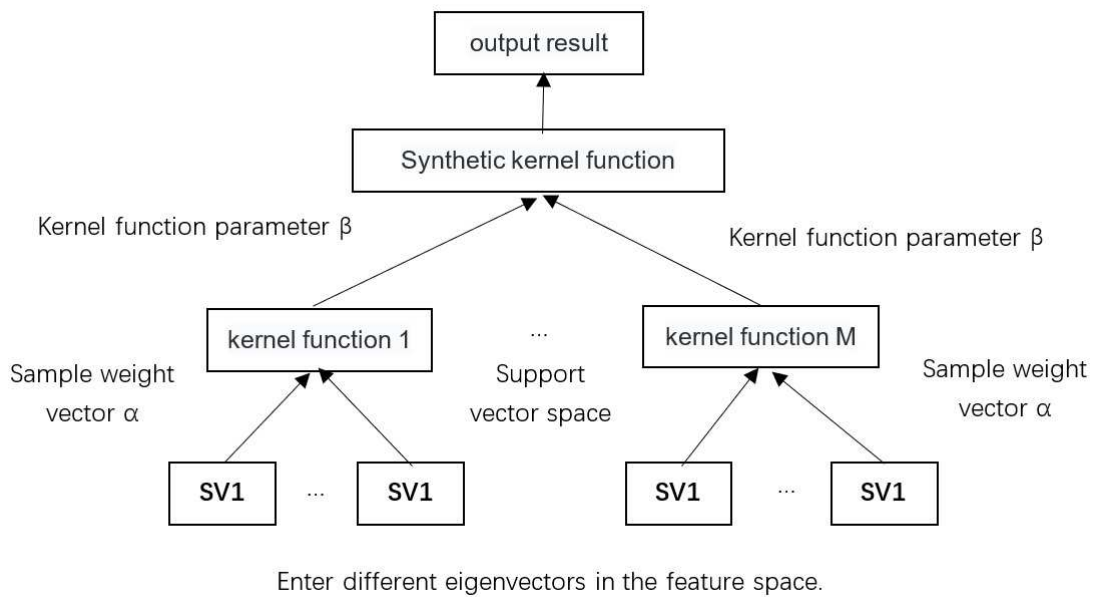 output result
Synthetic kernel function
Kernel function parameter β
Kernel function parameter β
kernel function 1
...
kernel function M
Sample weight
vector α
Support
vector space
Sample weight
vector α
SV1
...
SV1
SV1
...
SV1
Enter different eigenvectors in the feature space.